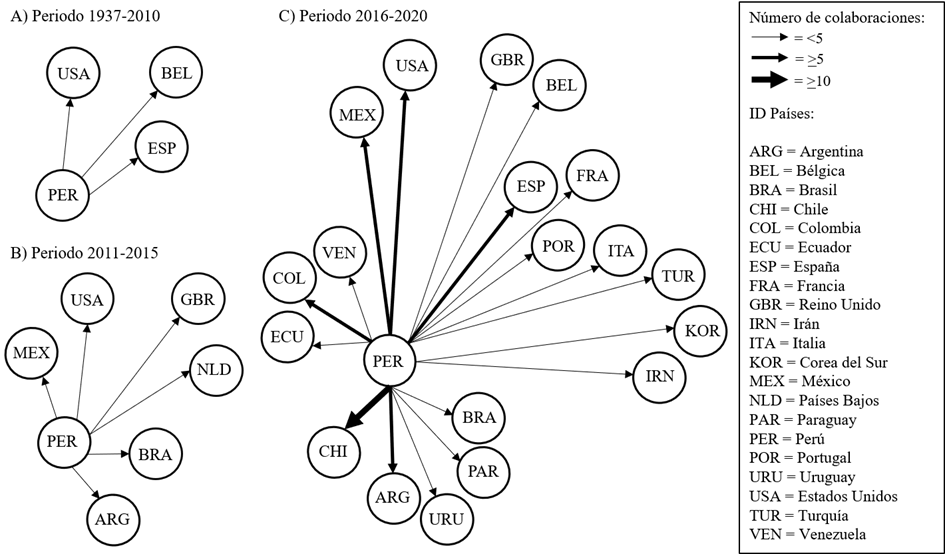 A) Periodo 1937-2010
USA
BEL
ESP
PER
B) Periodo 2011-2015
USA
GBR
MEX
NLD
PER
BRA
ARG
C) Periodo 2016-2020
USA
GBR
BEL
MEX
ESP
FRA
VEN
POR
ITA
COL
TUR
ECU
KOR
PER
IRN
BRA
CHI
PAR
ARG
URU
Número de colaboraciones:
= <5
= ≥5
= ≥10
ID Países:
ARG = Argentina
BEL = Bélgica
BRA = Brasil
CHI = Chile
COL = Colombia
ECU = Ecuador
ESP = España
FRA = Francia
GBR = Reino Unido
IRN = Irán
ITA = Italia
KOR = Corea del Sur
MEX = México
NLD = Países Bajos
PAR = Paraguay
PER = Perú
POR = Portugal
URU = Uruguay
USA = Estados Unidos
TUR = Turquía
VEN = Venezuela